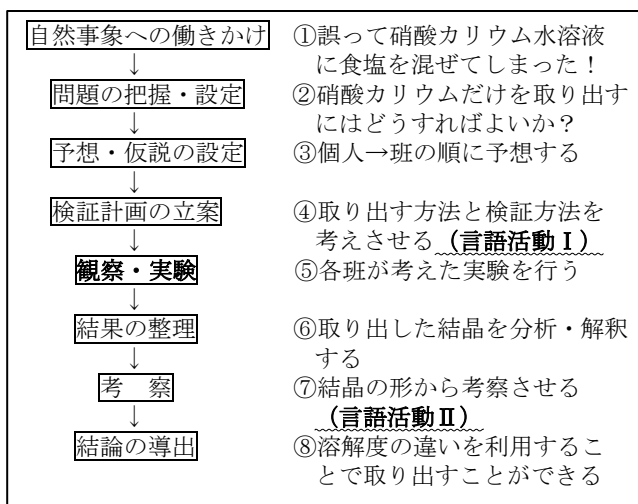 自然事象への働きかけ ①誤って硝酸カリウム水溶液
↓ に食塩を混ぜてしまった！
問題の把握・設定 ②硝酸カリウムだけを取り出す
↓ にはどうすればよいか？
予想・仮説の設定 ③個人→班の順に予想する
↓
検証計画の立案 ④取り出す方法と検証方法を
↓ 考えさせる（言語活動Ⅰ）
観察・実験 ⑤各班が考えた実験を行う
↓
結果の整理 ⑥取り出した結晶を分析・解釈
↓ する
考　察 ⑦結晶の形から考察させる
↓ （言語活動Ⅱ）
結論の導出 ⑧溶解度の違いを利用するこ
とで取り出すことができる